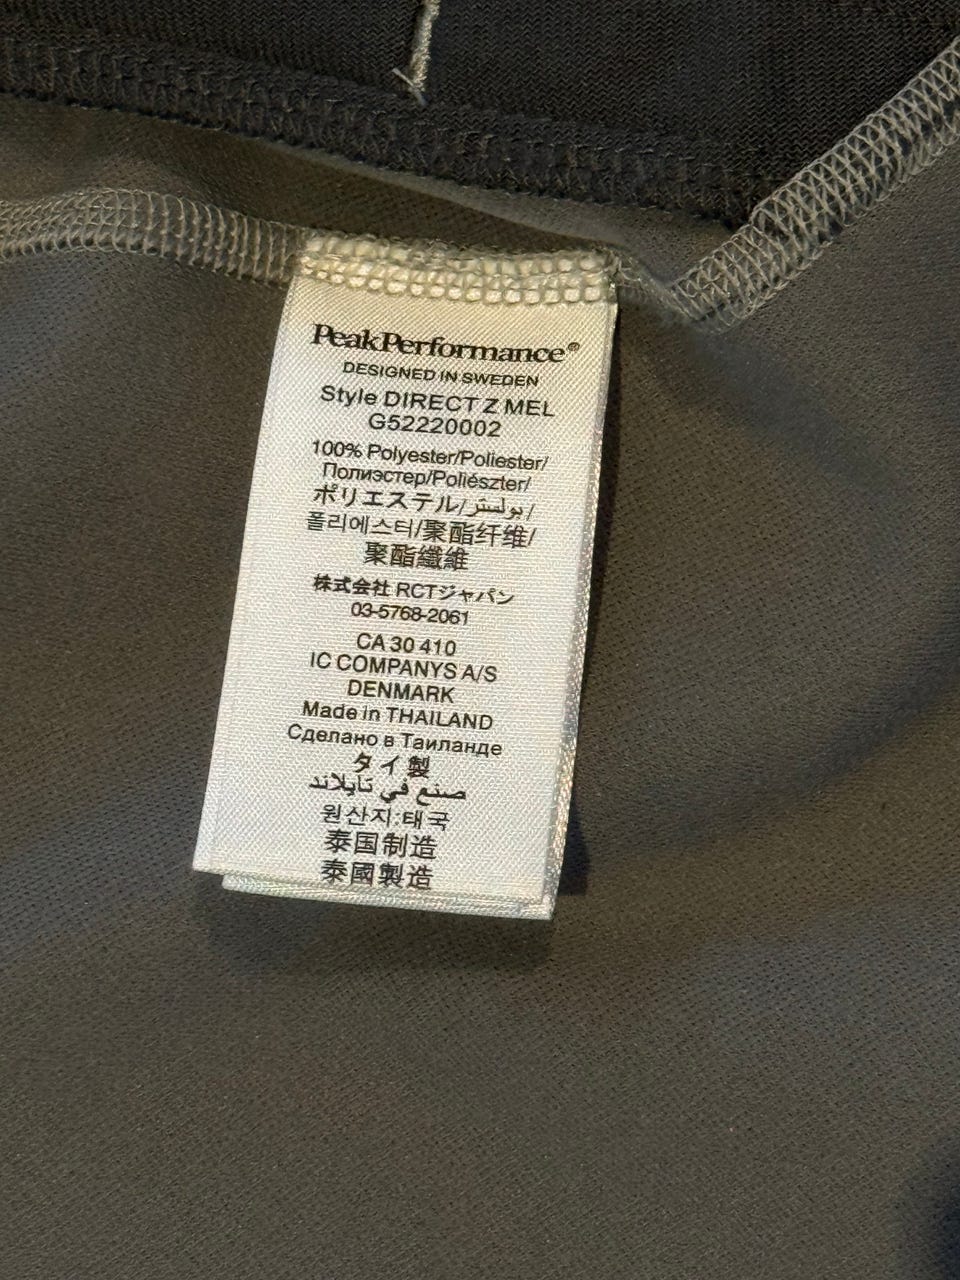 PeakPerformance®
DESIGNED IN SWEDEN
Style DIRECT Z MEL
G52220002
100% Polyester/Poliester/
Полиэстер/Poliészter/
ポリエステル/بوليستر/
폴리에스터/聚酯纤维/
聚酯纖維
株式会社 RCTジャパン
03-5768-2061
CA 30 410
IC COMPANYS A/S
DENMARK
Made in THAILAND
Сделано в Таиланде
タイ製
صنع في تايلاند
원산지:태국
泰国制造
泰國製造